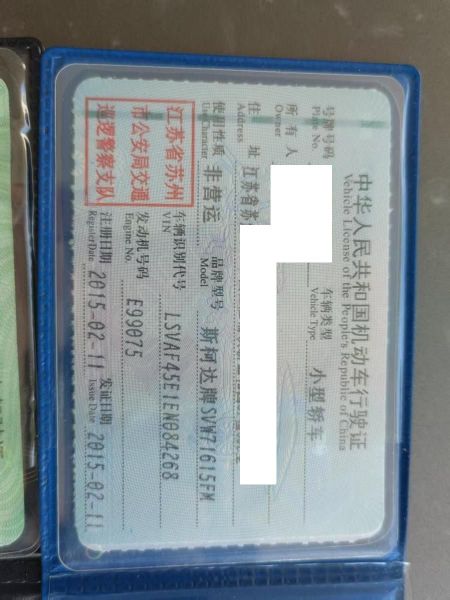 中华人民共和国机动车行驶证
Vehicle License of the People's Republic of China
号牌号码
Plate No.
车辆类型 小型轿车
Vehicle Type
所有人
Owner
住 址 江苏省苏
Address
使用性质 非营运
Use Character
品牌型号 斯柯达牌SVW71615FM
Model
江苏省苏州
市公安局交通
巡逻警察支队
车辆识别代号 LSVAF45E1EN084268
VIN
发动机号码 E99075
Engine No.
注册日期 2015-02-11
Register Date
发证日期 2015-02-11
Issue Date